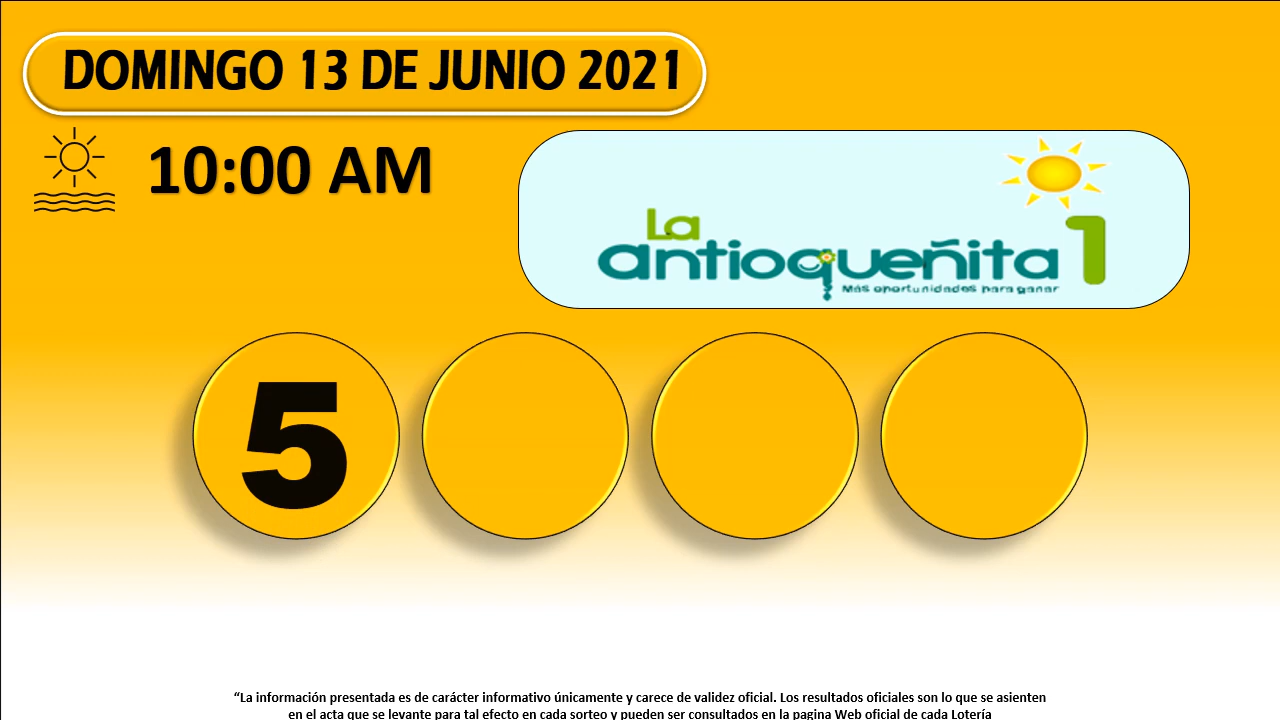 DOMINGO 13 DE JUNIO 2021
10:00 AM
La
antioqueñita 1
Más oportunidades para ganar
5
“La información presentada es de carácter informativo únicamente y carece de validez oficial. Los resultados oficiales son lo que se asienten
en el acta que se levante para tal efecto en cada sorteo y pueden ser consultados en la pagina Web oficial de cada Lotería